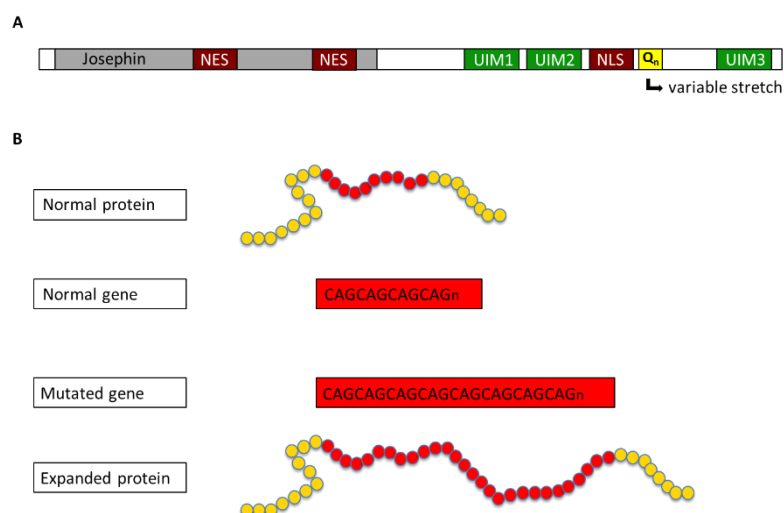 A
Josephin NES NES UIM1 UIM2 NLS Qn UIM3
variable stretch
B
Normal protein
Normal gene
CAGCAGCAGCAGn
Mutated gene
CAGCAGCAGCAGCAGCAGCAGCAGn
Expanded protein